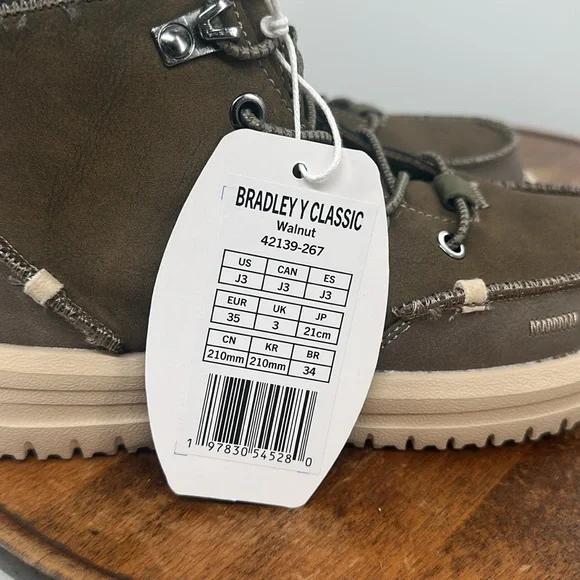 BRADLEY Y CLASSIC
Walnut
42139-267
US CAN ES
J3 J3 J3
EUR UK JP
35 3 21cm
CN KR BR
210mm 210mm 34
1 97830 54528 0